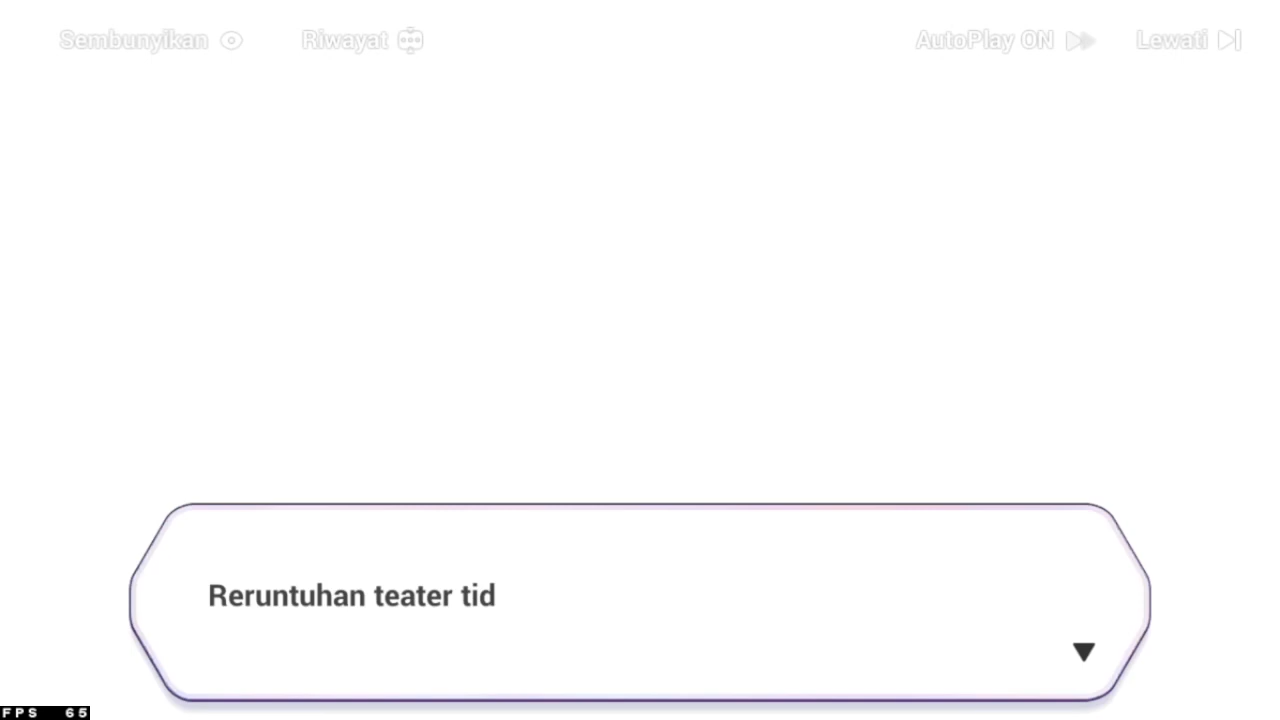 Sembunyikan
Riwayat
AutoPlay ON
Lewati
Reruntuhan teater tid
FPS 65